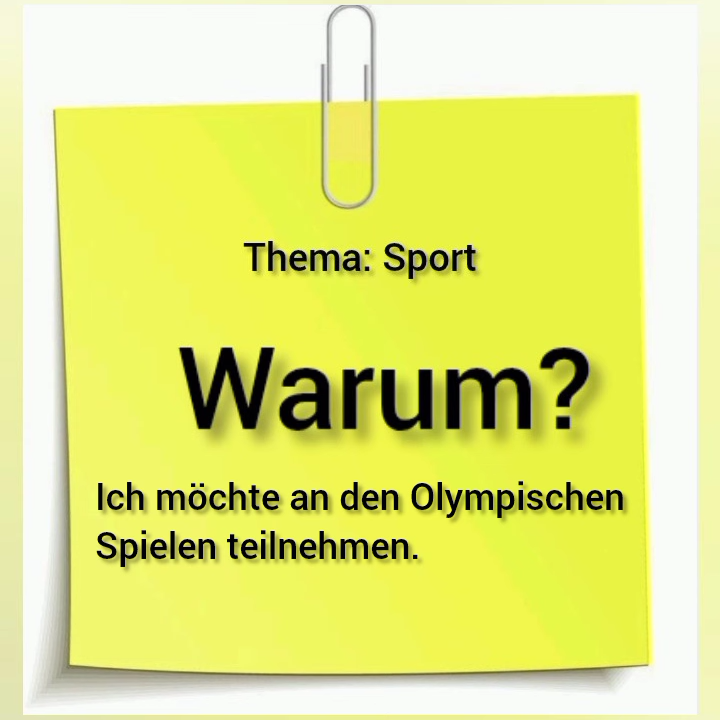 Thema: Sport
Warum?
Ich möchte an den Olympischen
Spielen teilnehmen.